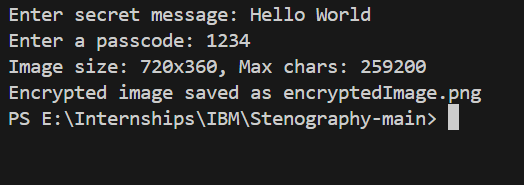 Enter secret message: Hello World
Enter a passcode: 1234
Image size: 720x360, Max chars: 259200
Encrypted image saved as encryptedImage.png
PS E:\Internships\IBM\Stenography-main>